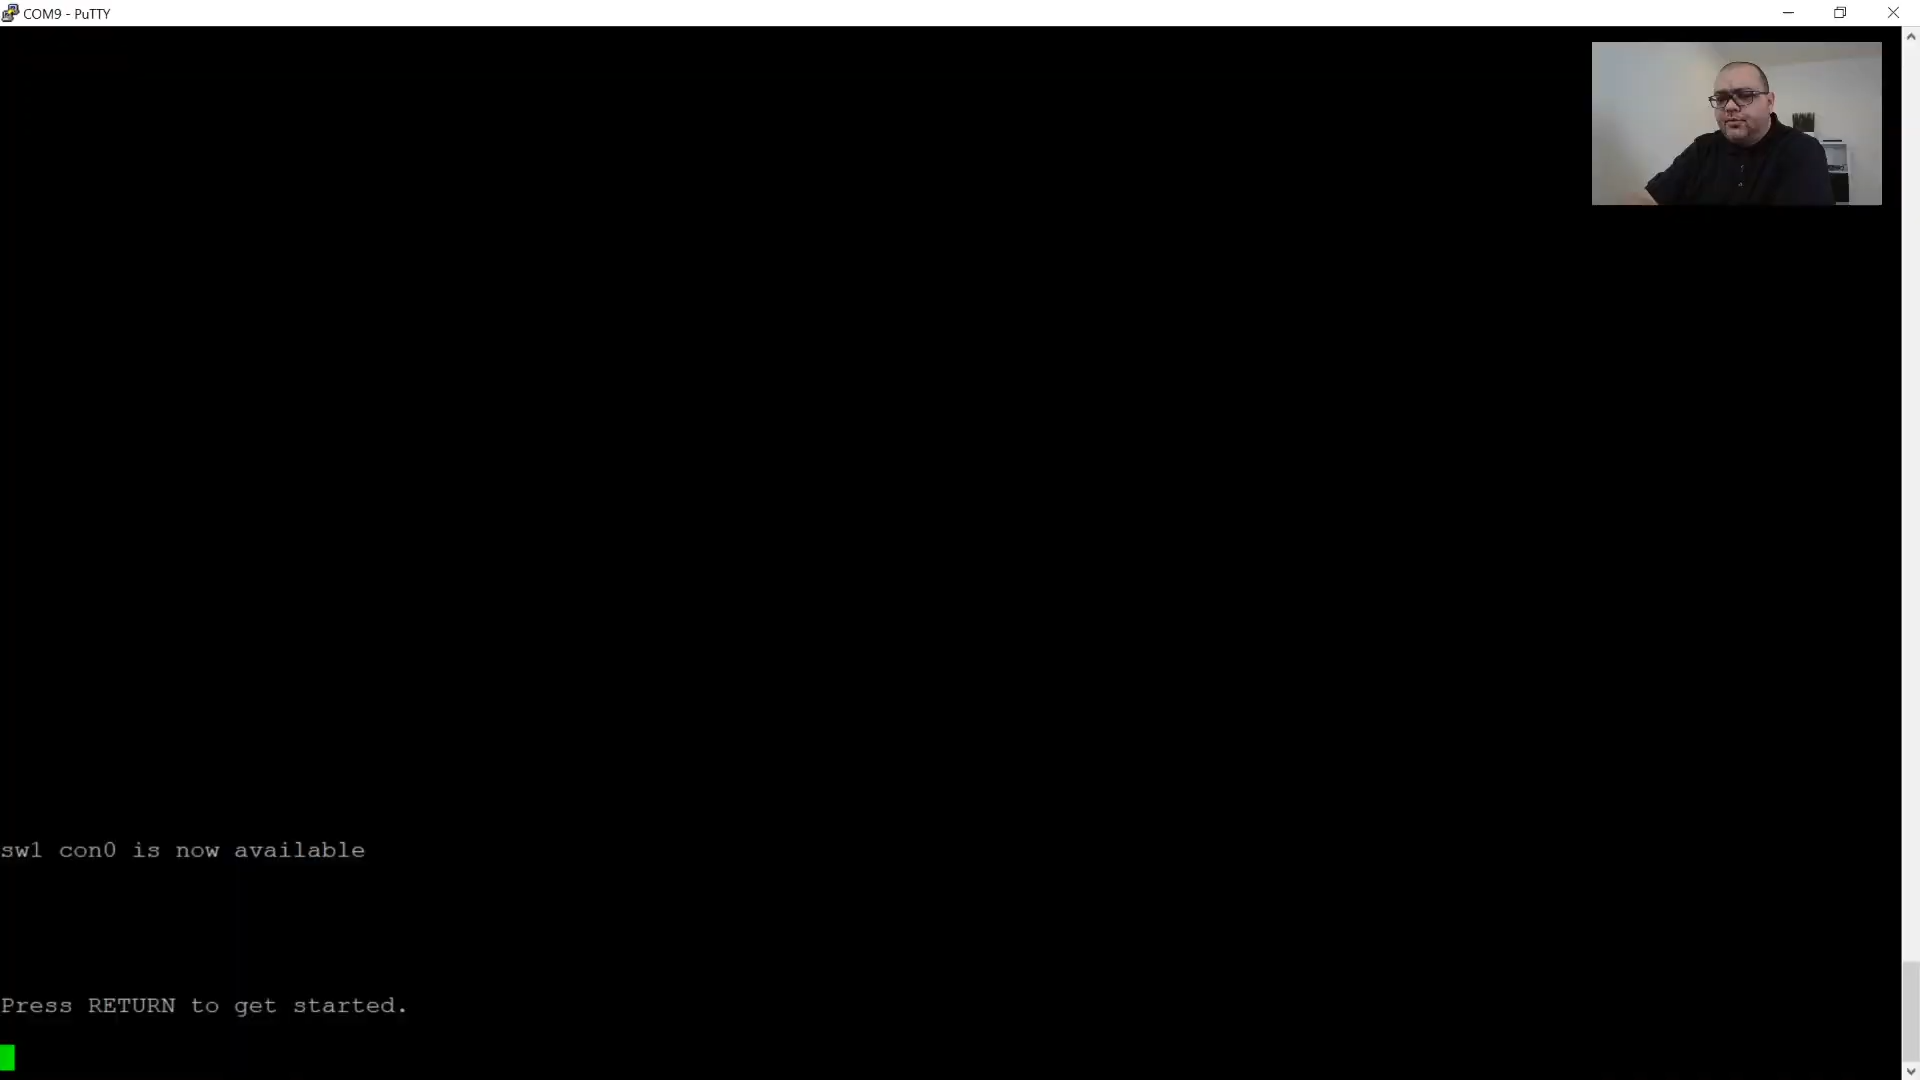 COM9 - PuTTY
sw1 con0 is now available
Press RETURN to get started.